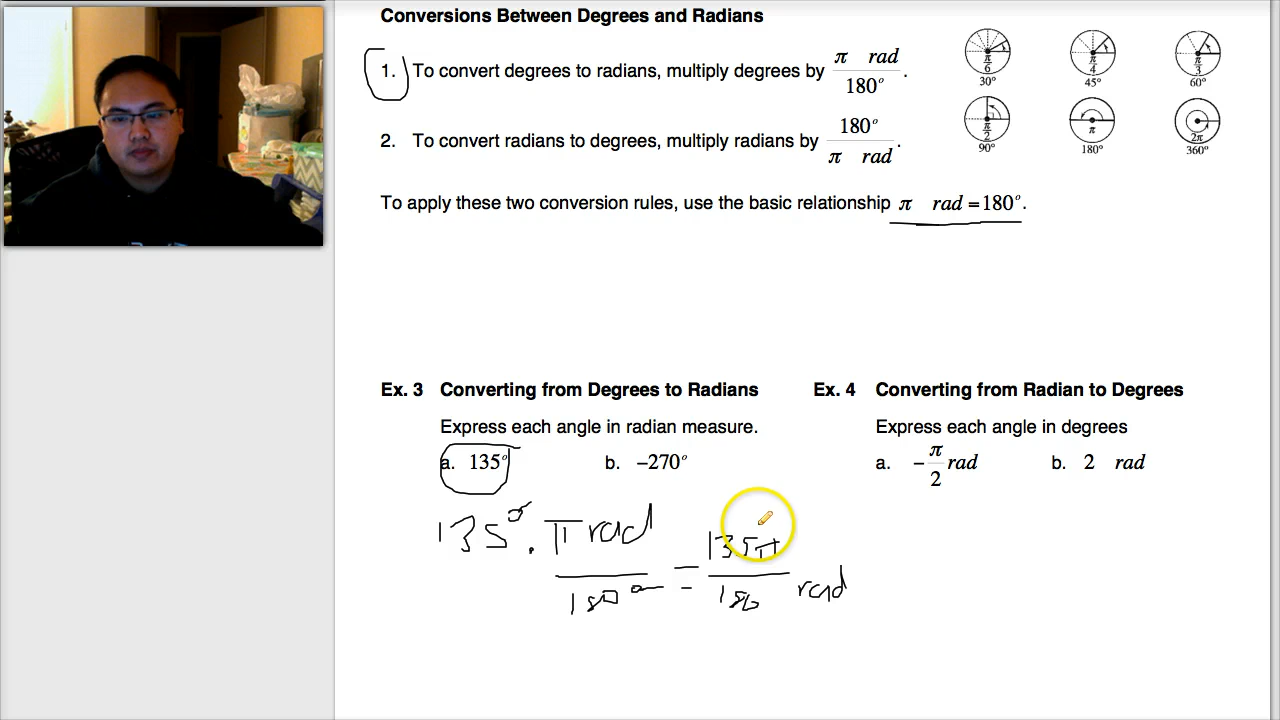 Conversions Between Degrees and Radians
1. To convert degrees to radians, multiply degrees by π rad / 180° .
2. To convert radians to degrees, multiply radians by 180° / π rad .
To apply these two conversion rules, use the basic relationship π rad = 180° .
π/6 π/4 π/3
30° 45° 60°
π/2 π 2π
90° 180° 360°
Ex. 3 Converting from Degrees to Radians
Express each angle in radian measure.
a. 135° b. −270°
135° · π rad / 180° = 135π / 180 rad
Ex. 4 Converting from Radian to Degrees
Express each angle in degrees
a. −π/2 rad b. 2 rad